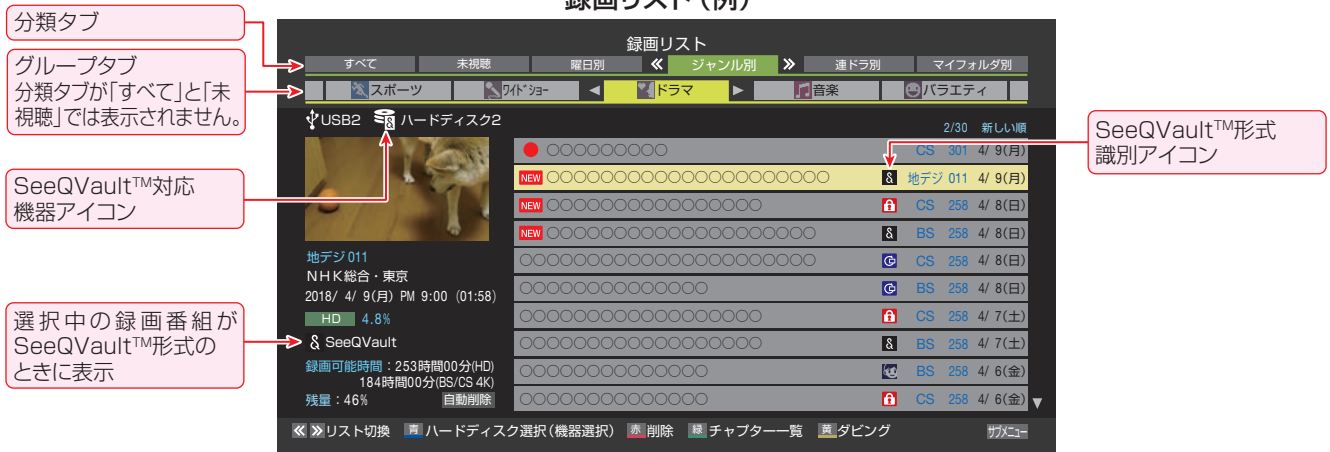 録画リスト（例）
分類タブ
グループタブ
分類タブが「すべて」と「未
視聴」では表示されません。
SeeQVault™対応
機器アイコン
選択中の録画番組が
SeeQVault™形式の
ときに表示
SeeQVault™形式
識別アイコン
録画リスト
すべて 未視聴 曜日別 ≪ ジャンル別 ≫ 連ドラ別 マイフォルダ別
スポーツ ワイドショー ◀ ドラマ ▶ 音楽 バラエティ
USB2 ハードディスク2
2/30 新しい順
○○○○○○○○○ CS 301 4/ 9(月)
NEW ○○○○○○○○○○○○○○○○○○○○○ & 地デジ 011 4/ 9(月)
NEW ○○○○○○○○○○○○○○○○ CS 258 4/ 8(日)
NEW ○○○○○○○○○○○○○○○○○○○○ & BS 258 4/ 8(日)
○○○○○○○○○○○○○○○○○○○○○○ CS 258 4/ 8(日)
○○○○○○○○○○○○○○ BS 258 4/ 8(日)
○○○○○○○○○○○○○○○○○○ CS 258 4/ 7(土)
○○○○○○○○○○○○○○○○○○ & BS 258 4/ 7(土)
○○○○○○○○○○○○○○ BS 258 4/ 6(金)
○○○○○○○○○○○○○○ CS 258 4/ 6(金) ▼
地デジ 011
NHK総合・東京
2018/ 4/ 9(月) PM 9:00 (01:58)
HD 4.8%
& SeeQVault
録画可能時間：253時間00分(HD)
184時間00分(BS/CS 4K)
残量：46% 自動削除
≪ ≫ リスト切換 青 ハードディスク選択(機器選択) 赤 削除 緑 チャプター一覧 黄 ダビング サブメニュー